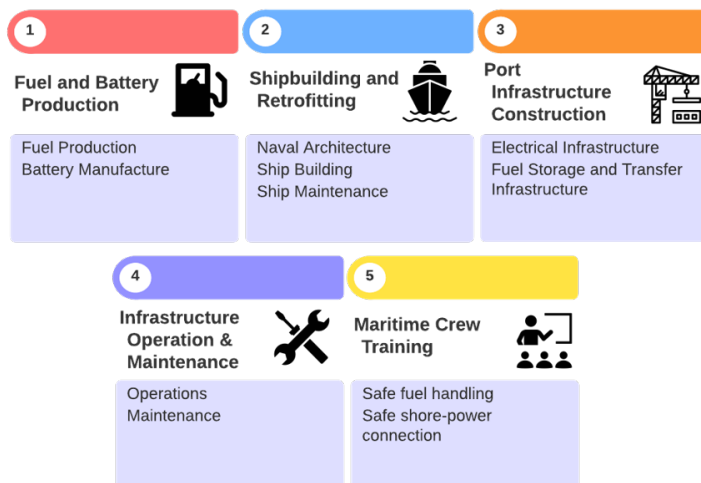 1
Fuel and Battery
Production
Fuel Production
Battery Manufacture
2
Shipbuilding and
Retrofitting
Naval Architecture
Ship Building
Ship Maintenance
3
Port
Infrastructure
Construction
Electrical Infrastructure
Fuel Storage and Transfer
Infrastructure
4
Infrastructure
Operation &
Maintenance
Operations
Maintenance
5
Maritime Crew
Training
Safe fuel handling
Safe shore-power
connection